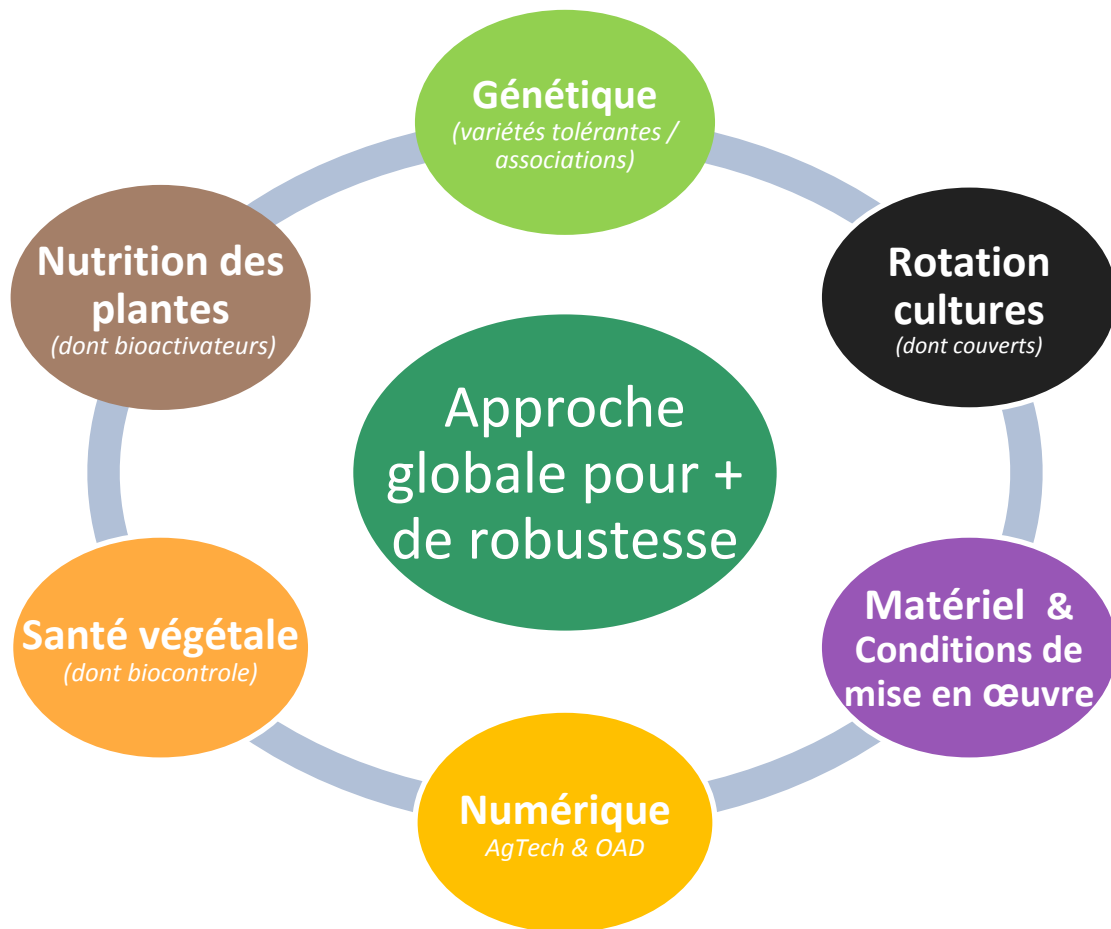 Génétique
(variétés tolérantes /
associations)
Rotation
cultures
(dont couverts)
Matériel &
Conditions de
mise en œuvre
Numérique
AgTech & OAD
Santé végétale
(dont biocontrole)
Nutrition des
plantes
(dont bioactivateurs)
Approche
globale pour +
de robustesse